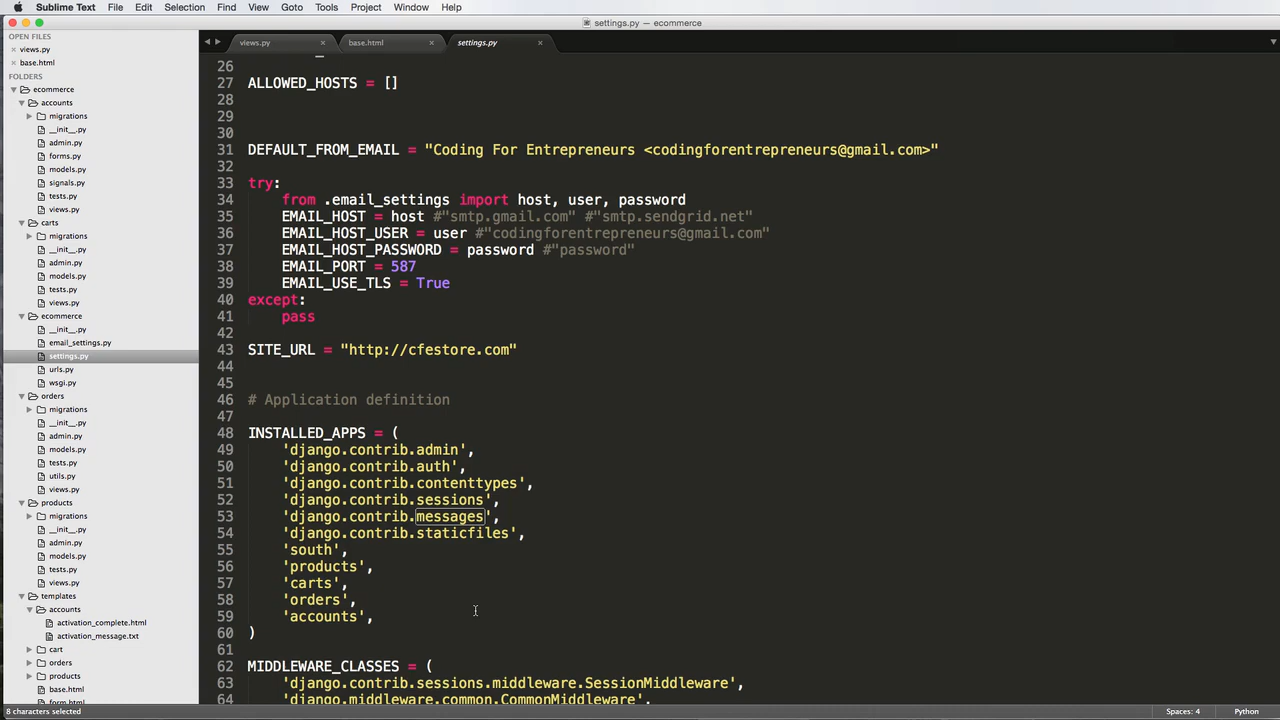 Sublime Text File Edit Selection Find View Goto Tools Project Window Help
settings.py — ecommerce
OPEN FILES
views.py
base.html
FOLDERS
ecommerce
accounts
migrations
__init__.py
admin.py
forms.py
models.py
signals.py
tests.py
views.py
carts
migrations
__init__.py
admin.py
models.py
tests.py
views.py
ecommerce
__init__.py
email_settings.py
settings.py
urls.py
wsgi.py
orders
migrations
__init__.py
admin.py
models.py
tests.py
utils.py
views.py
products
migrations
__init__.py
admin.py
models.py
tests.py
views.py
templates
accounts
activation_complete.html
activation_message.txt
cart
orders
products
base.html
form.html
views.py base.html settings.py
26
27 ALLOWED_HOSTS = []
28
29
30
31 DEFAULT_FROM_EMAIL = "Coding For Entrepreneurs <codingforentrepreneurs@gmail.com>"
32
33 try:
34 from .email_settings import host, user, password
35 EMAIL_HOST = host #"smtp.gmail.com" #"smtp.sendgrid.net"
36 EMAIL_HOST_USER = user #"codingforentrepreneurs@gmail.com"
37 EMAIL_HOST_PASSWORD = password #"password"
38 EMAIL_PORT = 587
39 EMAIL_USE_TLS = True
40 except:
41 pass
42
43 SITE_URL = "http://cfestore.com"
44
45
46 # Application definition
47
48 INSTALLED_APPS = (
49 'django.contrib.admin',
50 'django.contrib.auth',
51 'django.contrib.contenttypes',
52 'django.contrib.sessions',
53 'django.contrib.messages',
54 'django.contrib.staticfiles',
55 'south',
56 'products',
57 'carts',
58 'orders',
59 'accounts',
60 )
61
62 MIDDLEWARE_CLASSES = (
63 'django.contrib.sessions.middleware.SessionMiddleware',
64 'django.middleware.common.CommonMiddleware',
8 characters selected
Spaces: 4 Python